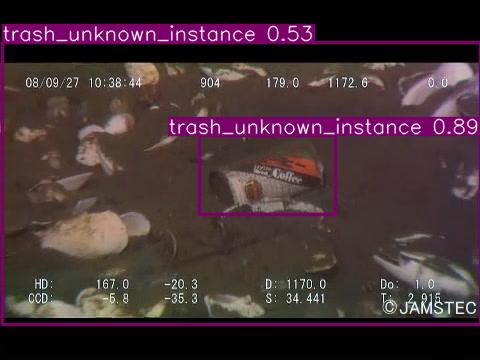 trash_unknown_instance 0.53
08/09/27 10:38:44 904 179.0 1172.6 0.0
trash_unknown_instance 0.89
Coffee
HD: 167.0 -20.3 D: 1170.0 Do: 1.0
CCD: -5.8 -35.3 S: 34.441 T: 2.915
©JAMSTEC